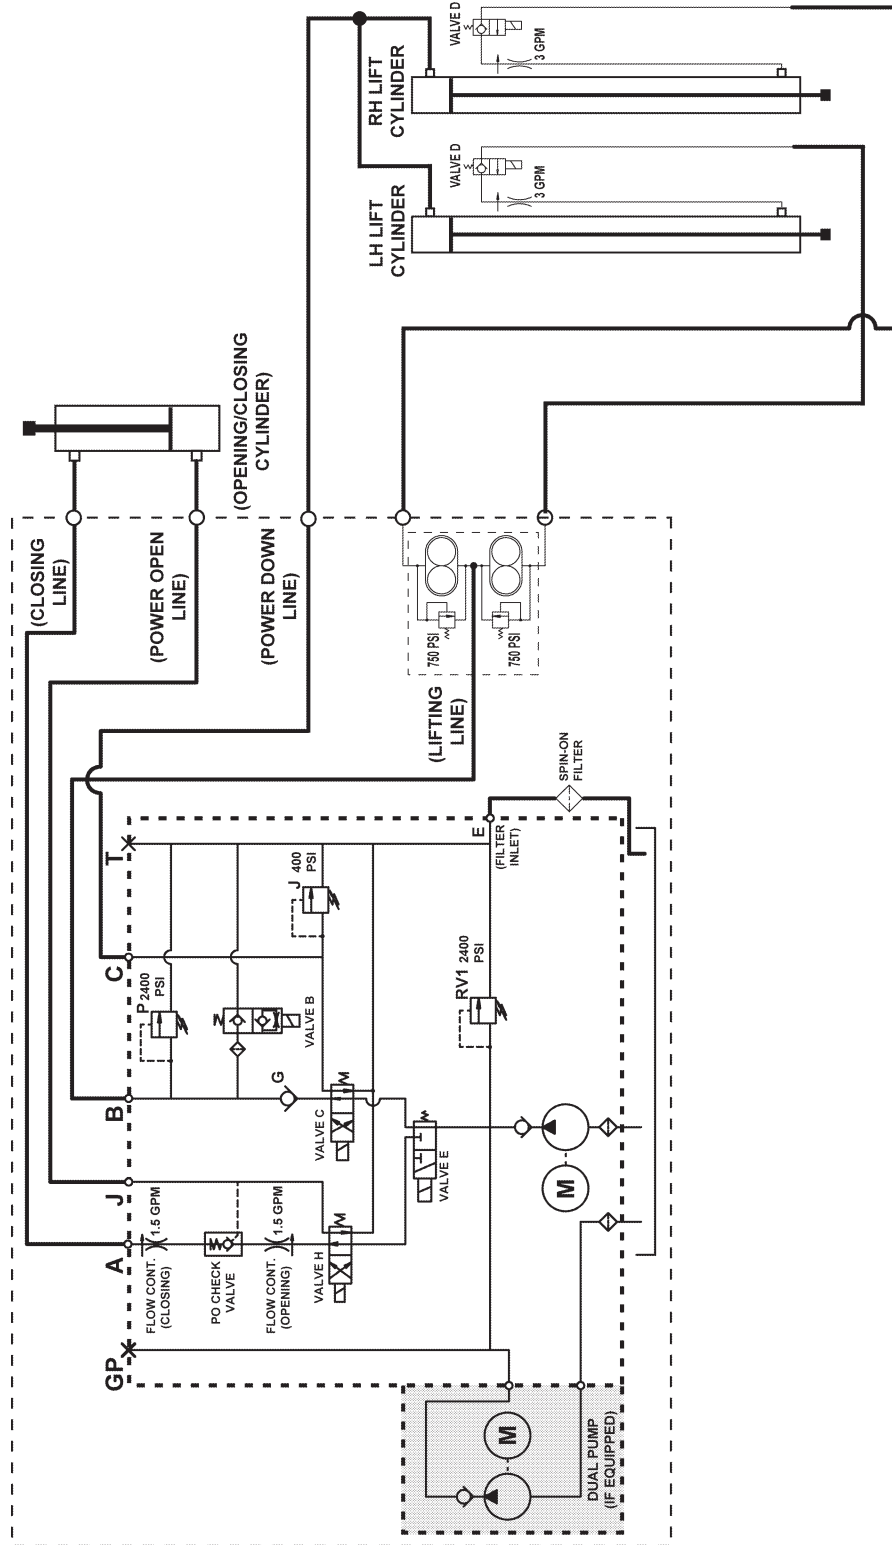 VALVE D
3 GPM
RH LIFT
CYLINDER
VALVE D
3 GPM
LH LIFT
CYLINDER
(OPENING/CLOSING
CYLINDER)
(CLOSING
LINE)
(POWER OPEN
LINE)
(POWER DOWN
LINE)
750 PSI
750 PSI
(LIFTING
LINE)
SPIN-ON
FILTER
T
E
(FILTER
INLET)
J 400
PSI
C
P 2400
PSI
VALVE B
RV1 2400
PSI
B
G
VALVE C
VALVE E
J
A
1.5 GPM
FLOW CONT.
(CLOSING)
PO CHECK
VALVE
1.5 GPM
FLOW CONT.
(OPENING)
VALVE H
M
GP
M
DUAL PUMP
(IF EQUIPPED)